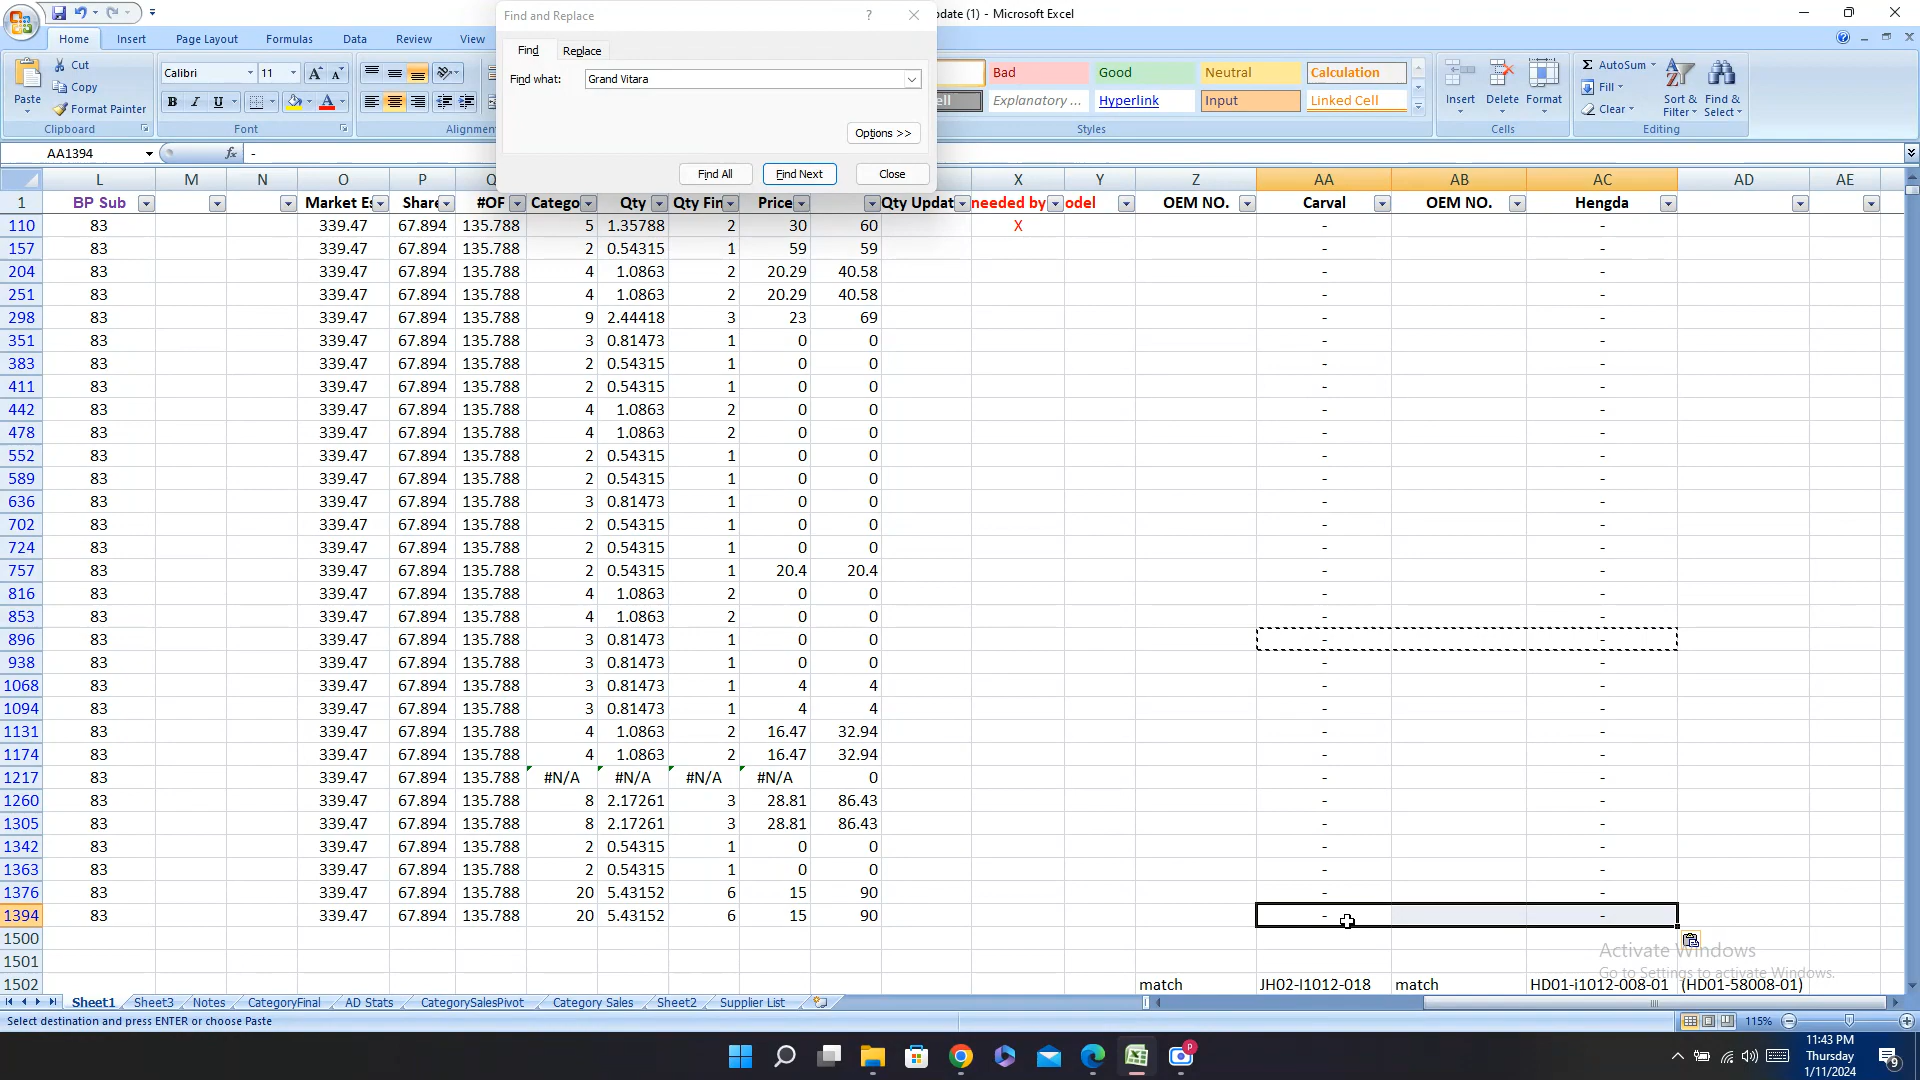 Find and Replace
odate (1) - Microsoft Excel
Home Insert Page Layout Formulas Data Review View
Find Replace
Find what: Grand Vitara
Options >>
Find All Find Next Close
Paste
Cut
Copy
Format Painter
Clipboard
Calibri 11
B I U
Font
Alignm
Bad Good Neutral Calculation
ell Explanatory ... Hyperlink Input Linked Cell
Styles
Insert Delete Format
Cells
Σ AutoSum
Fill
Clear
Sort & Filter
Find & Select
Editing
AA1394 fx -
L M N O P Q X Y Z AA AB AC AD AE
1 BP Sub Market Es Share #OF Catego Qty Qty Fin Price Qty Updat needed by odel OEM NO. Carval OEM NO. Hengda
110 83 339.47 67.894 135.788 5 1.35788 2 30 60 X - -
157 83 339.47 67.894 135.788 2 0.54315 1 59 59 - -
204 83 339.47 67.894 135.788 4 1.0863 2 20.29 40.58 - -
251 83 339.47 67.894 135.788 4 1.0863 2 20.29 40.58 - -
298 83 339.47 67.894 135.788 9 2.44418 3 23 69 - -
351 83 339.47 67.894 135.788 3 0.81473 1 0 0 - -
383 83 339.47 67.894 135.788 2 0.54315 1 0 0 - -
411 83 339.47 67.894 135.788 2 0.54315 1 0 0 - -
442 83 339.47 67.894 135.788 4 1.0863 2 0 0 - -
478 83 339.47 67.894 135.788 4 1.0863 2 0 0 - -
552 83 339.47 67.894 135.788 2 0.54315 1 0 0 - -
589 83 339.47 67.894 135.788 2 0.54315 1 0 0 - -
636 83 339.47 67.894 135.788 3 0.81473 1 0 0 - -
702 83 339.47 67.894 135.788 2 0.54315 1 0 0 - -
724 83 339.47 67.894 135.788 2 0.54315 1 0 0 - -
757 83 339.47 67.894 135.788 2 0.54315 1 20.4 20.4 - -
816 83 339.47 67.894 135.788 4 1.0863 2 0 0 - -
853 83 339.47 67.894 135.788 4 1.0863 2 0 0 - -
896 83 339.47 67.894 135.788 3 0.81473 1 0 0 - -
938 83 339.47 67.894 135.788 3 0.81473 1 0 0 - -
1068 83 339.47 67.894 135.788 3 0.81473 1 4 4 - -
1094 83 339.47 67.894 135.788 3 0.81473 1 4 4 - -
1131 83 339.47 67.894 135.788 4 1.0863 2 16.47 32.94 - -
1174 83 339.47 67.894 135.788 4 1.0863 2 16.47 32.94 - -
1217 83 339.47 67.894 135.788 #N/A #N/A #N/A #N/A 0 - -
1260 83 339.47 67.894 135.788 8 2.17261 3 28.81 86.43 - -
1305 83 339.47 67.894 135.788 8 2.17261 3 28.81 86.43 - -
1342 83 339.47 67.894 135.788 2 0.54315 1 0 0 - -
1363 83 339.47 67.894 135.788 2 0.54315 1 0 0 - -
1376 83 339.47 67.894 135.788 20 5.43152 6 15 90 - -
1394 83 339.47 67.894 135.788 20 5.43152 6 15 90 - -
1500
1501
1502 match JH02-I1012-018 match HD01-i1012-008-01 (HD01-58008-01)
Activate Windows
Go to Settings to activate Windows.
Sheet1 Sheet3 Notes CategoryFinal AD Stats CategorySalesPivot Category Sales Sheet2 Supplier List
Select destination and press ENTER or choose Paste 115%
11:43 PM
Thursday
1/11/2024
9